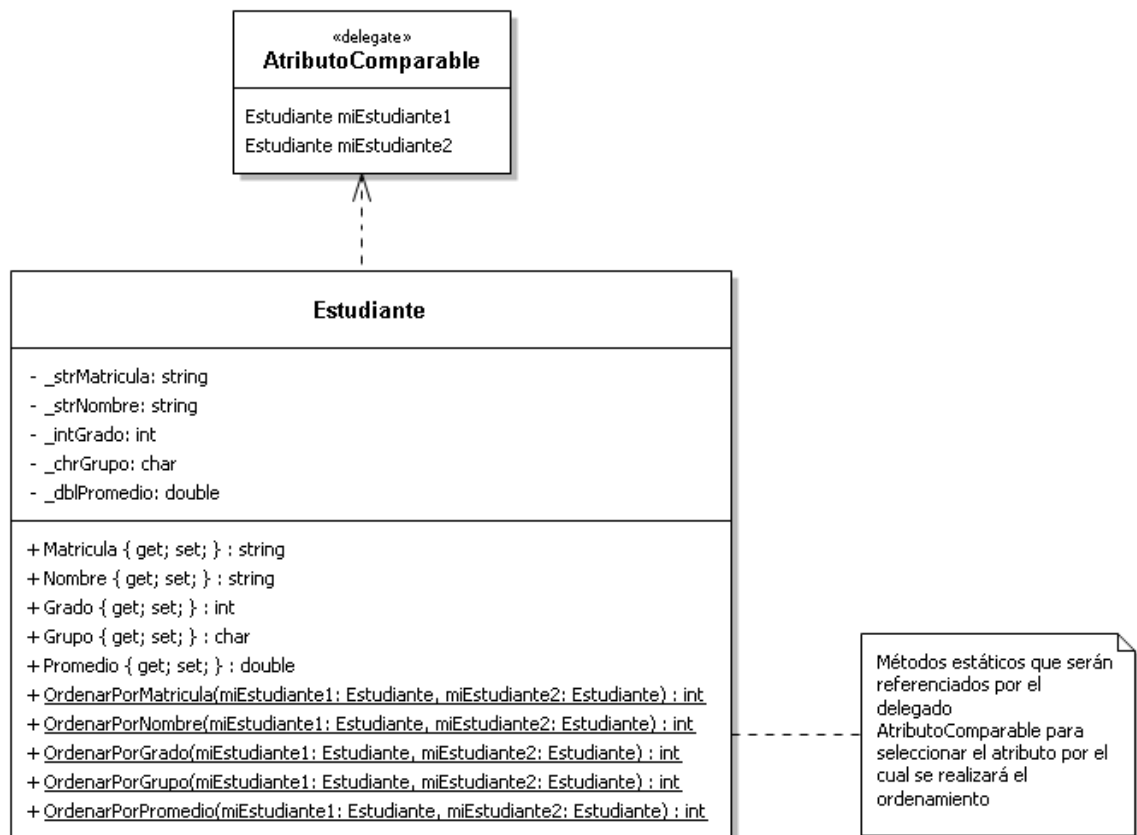 «delegate»
AtributoComparable
Estudiante miEstudiante1
Estudiante miEstudiante2
Estudiante
- _strMatricula: string
- _strNombre: string
- _intGrado: int
- _chrGrupo: char
- _dblPromedio: double
+ Matricula { get; set; } : string
+ Nombre { get; set; } : string
+ Grado { get; set; } : int
+ Grupo { get; set; } : char
+ Promedio { get; set; } : double
+ OrdenarPorMatricula(miEstudiante1: Estudiante, miEstudiante2: Estudiante) : int
+ OrdenarPorNombre(miEstudiante1: Estudiante, miEstudiante2: Estudiante) : int
+ OrdenarPorGrado(miEstudiante1: Estudiante, miEstudiante2: Estudiante) : int
+ OrdenarPorGrupo(miEstudiante1: Estudiante, miEstudiante2: Estudiante) : int
+ OrdenarPorPromedio(miEstudiante1: Estudiante, miEstudiante2: Estudiante) : int
Métodos estáticos que serán
referenciados por el
delegado
AtributoComparable para
seleccionar el atributo por el
cual se realizará el
ordenamiento